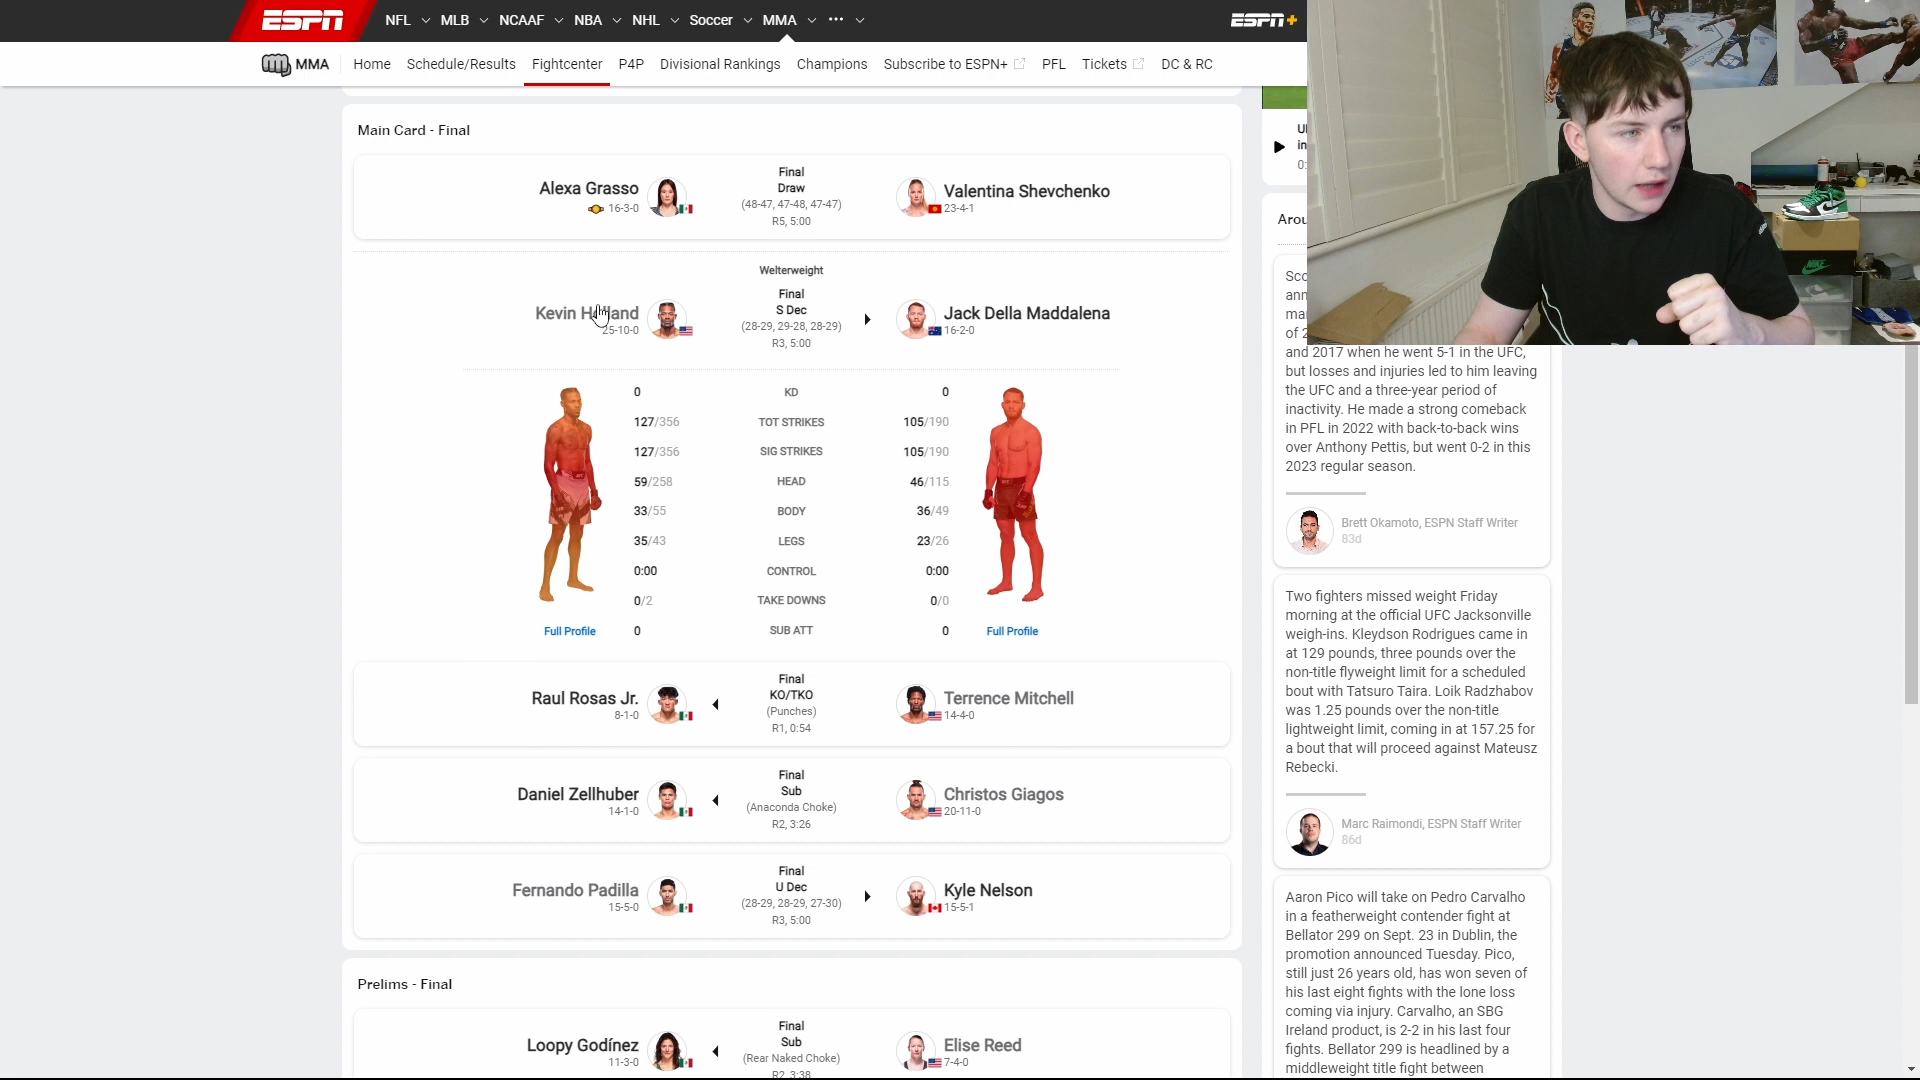 ESPN NFL MLB NCAAF NBA NHL Soccer MMA ••• ESPN+
MMA Home Schedule/Results Fightcenter P4P Divisional Rankings Champions Subscribe to ESPN+ PFL Tickets DC & RC
Main Card - Final
Alexa Grasso
16-3-0
Final
Draw
(48-47, 47-48, 47-47)
R5, 5:00
Valentina Shevchenko
23-4-1
Welterweight
Kevin Holland
25-10-0
Final
S Dec
(28-29, 29-28, 28-29)
R3, 5:00
Jack Della Maddalena
16-2-0
0 KD 0
127/356 TOT STRIKES 105/190
127/356 SIG STRIKES 105/190
59/258 HEAD 46/115
33/55 BODY 36/49
35/43 LEGS 23/26
0:00 CONTROL 0:00
0/2 TAKE DOWNS 0/0
Full Profile 0 SUB ATT 0 Full Profile
Raul Rosas Jr.
8-1-0
Final
KO/TKO
(Punches)
R1, 0:54
Terrence Mitchell
14-4-0
Daniel Zellhuber
14-1-0
Final
Sub
(Anaconda Choke)
R2, 3:26
Christos Giagos
20-11-0
Fernando Padilla
15-5-0
Final
U Dec
(28-29, 28-29, 27-30)
R3, 5:00
Kyle Nelson
15-5-1
Prelims - Final
Loopy Godínez
11-3-0
Final
Sub
(Rear Naked Choke)
R2, 3:38
Elise Reed
7-4-0
in
0:
Arou
Sco
ann
mar
of 2
and 2017 when he went 5-1 in the UFC,
but losses and injuries led to him leaving
the UFC and a three-year period of
inactivity. He made a strong comeback
in PFL in 2022 with back-to-back wins
over Anthony Pettis, but went 0-2 in this
2023 regular season.
Brett Okamoto, ESPN Staff Writer
83d
Two fighters missed weight Friday
morning at the official UFC Jacksonville
weigh-ins. Kleydson Rodrigues came in
at 129 pounds, three pounds over the
non-title flyweight limit for a scheduled
bout with Tatsuro Taira. Loik Radzhabov
was 1.25 pounds over the non-title
lightweight limit, coming in at 157.25 for
a bout that will proceed against Mateusz
Rebecki.
Marc Raimondi, ESPN Staff Writer
86d
Aaron Pico will take on Pedro Carvalho
in a featherweight contender fight at
Bellator 299 on Sept. 23 in Dublin, the
promotion announced Tuesday. Pico,
still just 26 years old, has won seven of
his last eight fights with the lone loss
coming via injury. Carvalho, an SBG
Ireland product, is 2-2 in his last four
fights. Bellator 299 is headlined by a
middleweight title fight between
NIKE